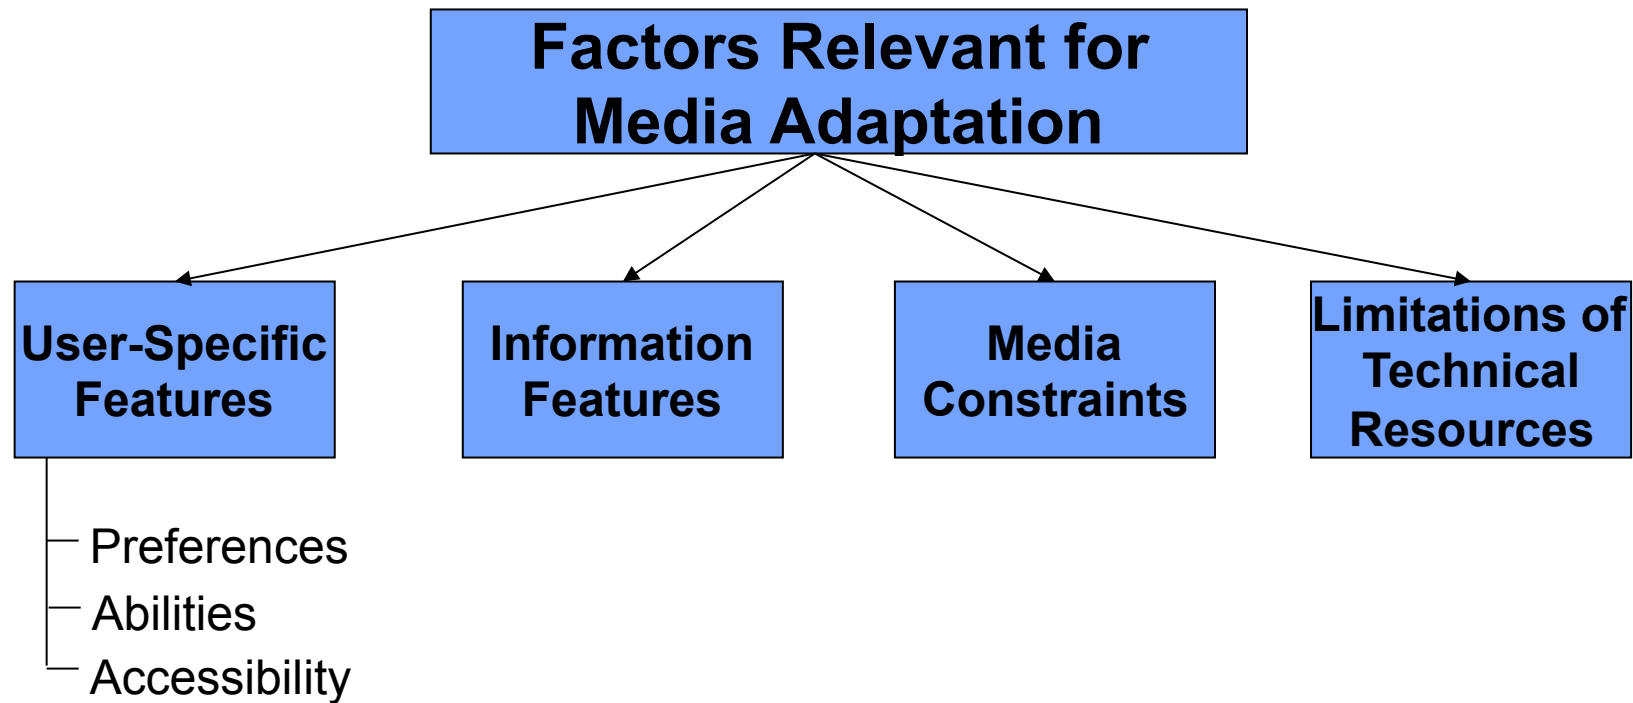 Factors Relevant for
Media Adaptation
User-Specific
Features
Information
Features
Media
Constraints
Limitations of
Technical
Resources
Preferences
Abilities
Accessibility